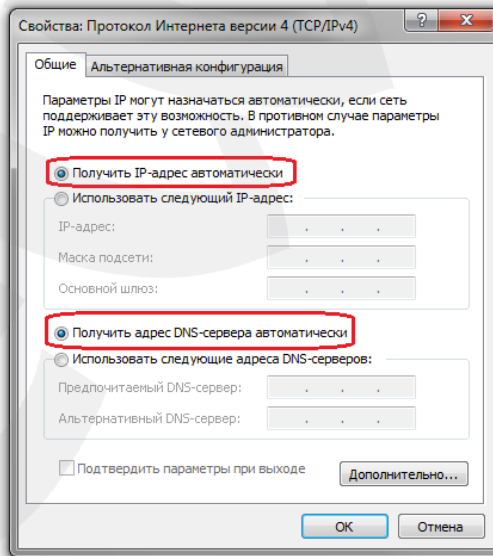 Свойства: Протокол Интернета версии 4 (TCP/IPv4)
Общие
Альтернативная конфигурация
Параметры IP могут назначаться автоматически, если сеть
поддерживает эту возможность. В противном случае параметры
IP можно получить у сетевого администратора.
Получить IP-адрес автоматически
Использовать следующий IP-адрес:
IP-адрес:
Маска подсети:
Основной шлюз:
Получить адрес DNS-сервера автоматически
Использовать следующие адреса DNS-серверов:
Предпочитаемый DNS-сервер:
Альтернативный DNS-сервер:
Подтвердить параметры при выходе
Дополнительно...
OK
Отмена